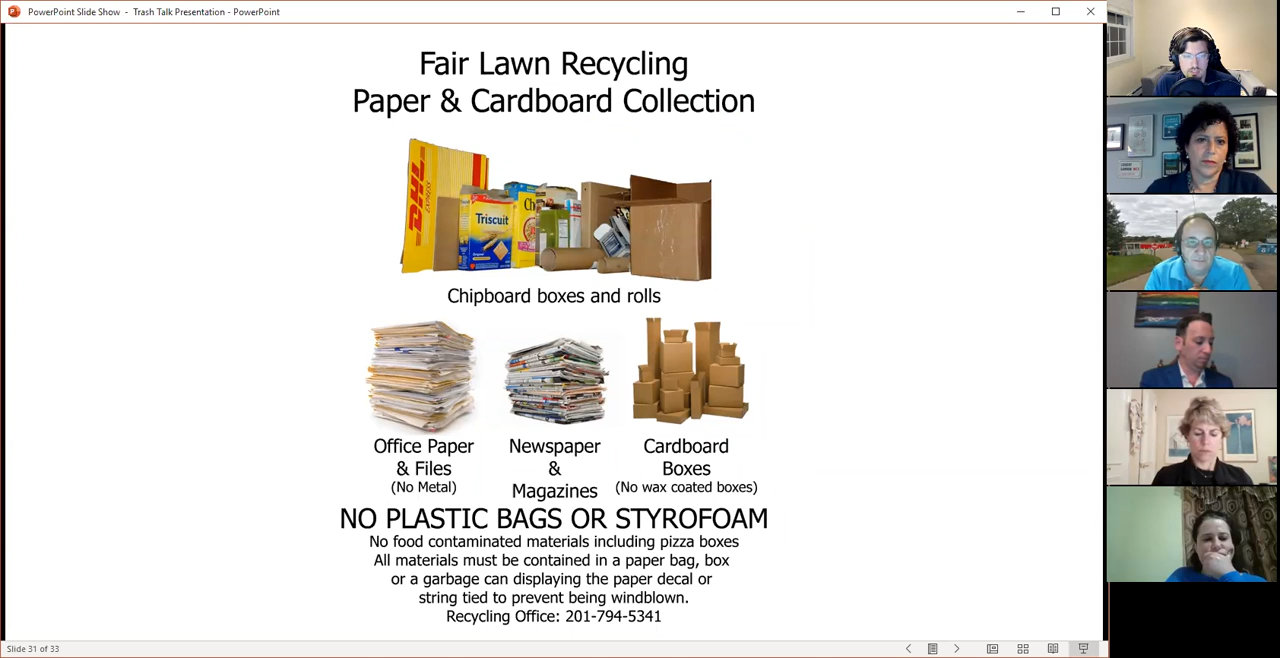 PowerPoint Slide Show - Trash Talk Presentation - PowerPoint
Fair Lawn Recycling
Paper & Cardboard Collection
DHL
EXPRESS
Triscuit
Chipboard boxes and rolls
Office Paper
& Files
(No Metal)
Newspaper
&
Magazines
Cardboard
Boxes
(No wax coated boxes)
NO PLASTIC BAGS OR STYROFOAM
No food contaminated materials including pizza boxes
All materials must be contained in a paper bag, box
or a garbage can displaying the paper decal or
string tied to prevent being windblown.
Recycling Office: 201-794-5341
Slide 31 of 33